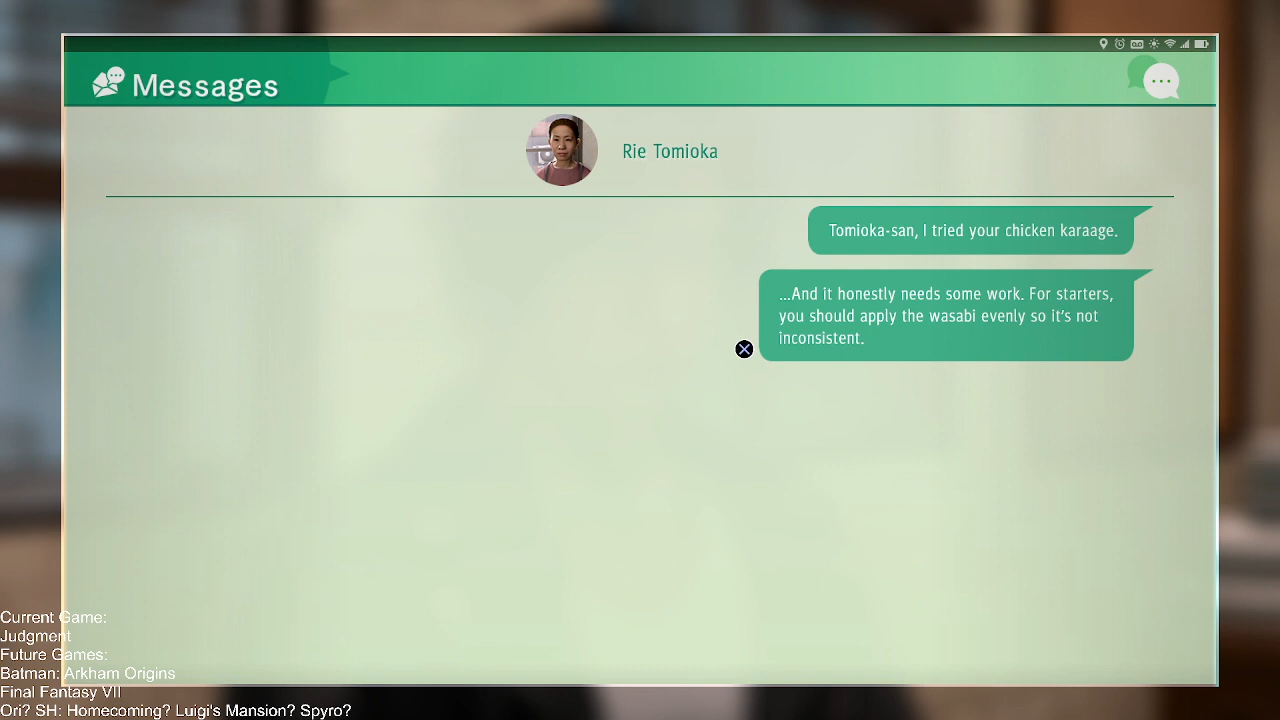 Messages
Rie Tomioka
Tomioka-san, I tried your chicken karaage.
...And it honestly needs some work. For starters,
you should apply the wasabi evenly so it's not
inconsistent.
Current Game:
Judgment
Future Games:
Batman: Arkham Origins
Final Fantasy VII
Ori? SH: Homecoming? Luigi's Mansion? Spyro?